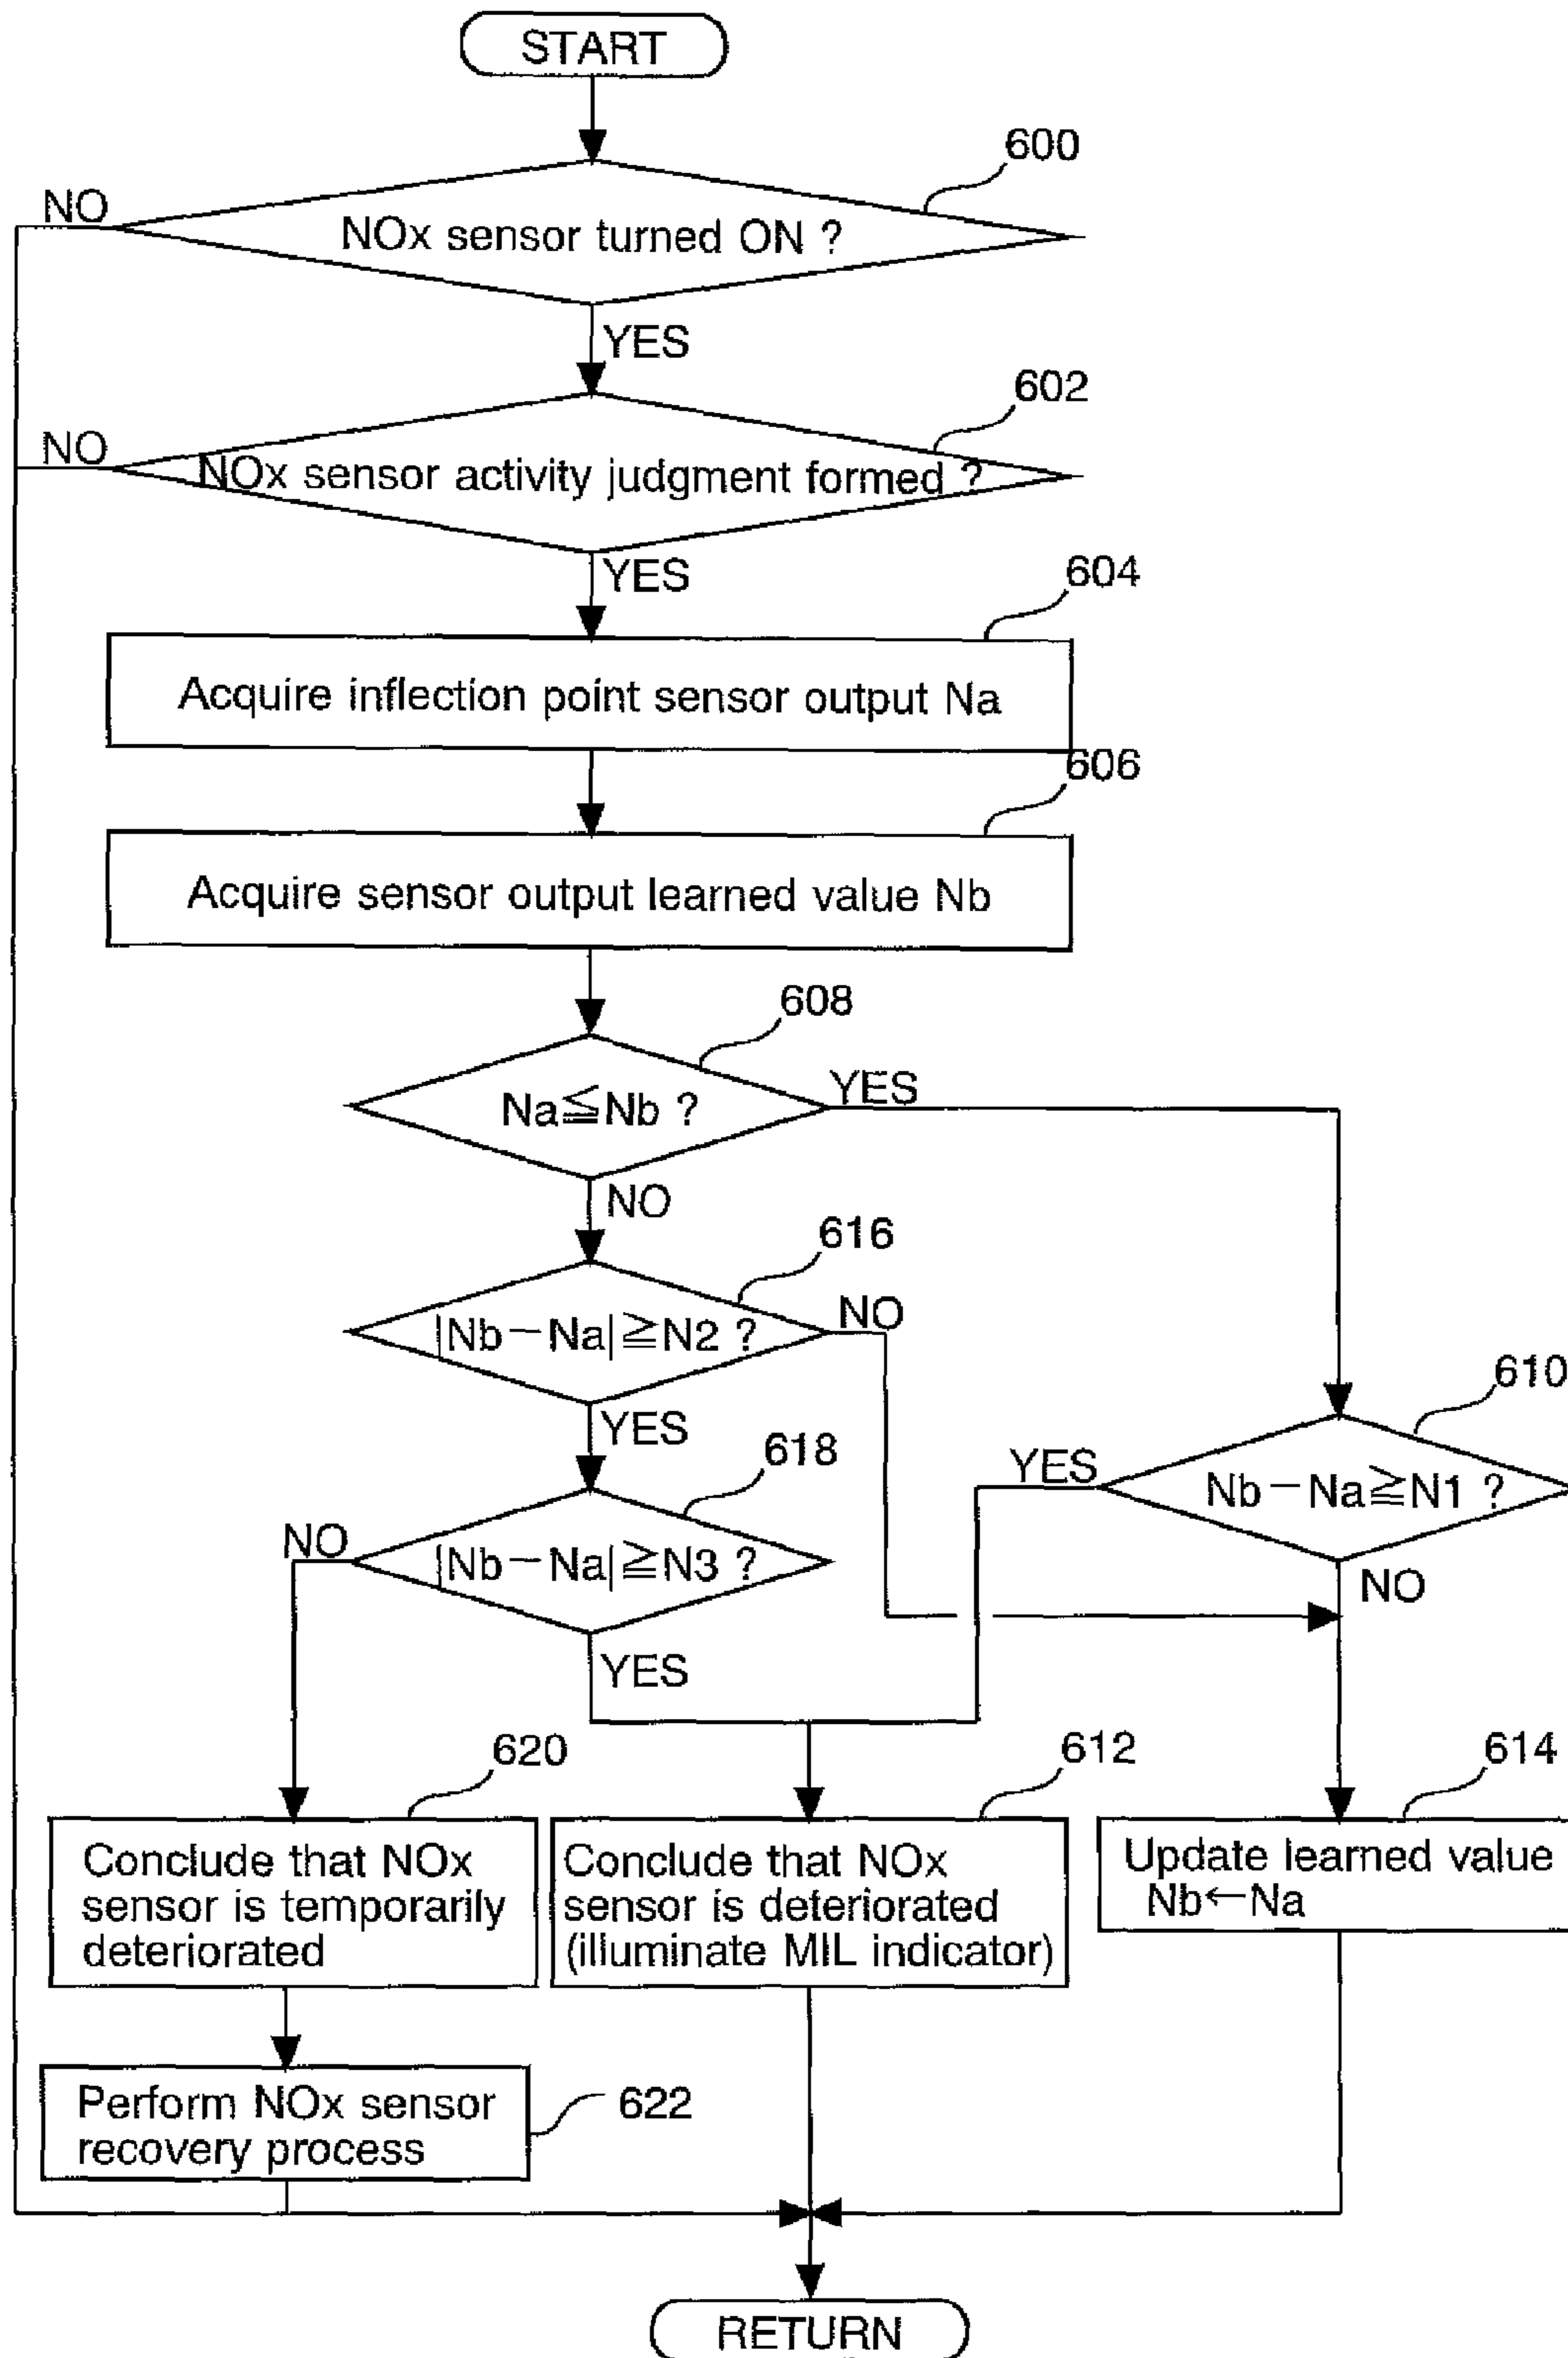 START
600
NO
NOx sensor turned ON ?
YES
602
NO
NOx sensor activity judgment formed ?
YES
604
Acquire inflection point sensor output Na
606
Acquire sensor output learned value Nb
608
Na≦Nb ?
YES
NO
616
|Nb－Na|≧N2 ?
NO
610
YES
618
YES
Nb－Na≧N1 ?
NO
|Nb－Na|≧N3 ?
NO
YES
620
612
614
Conclude that NOx
sensor is temporarily
deteriorated
Conclude that NOx
sensor is deteriorated
(illuminate MIL indicator)
Update learned value
Nb←Na
Perform NOx sensor
recovery process
622
RETURN